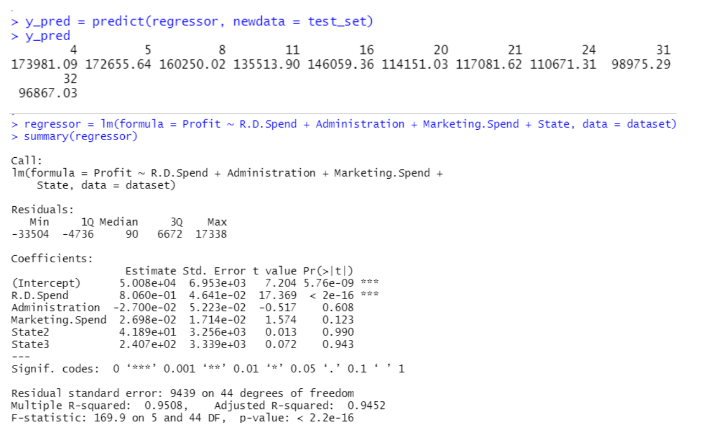 > y_pred = predict(regressor, newdata = test_set)
> y_pred
4 5 8 11 16 20 21 24 31
173981.09 172655.64 160250.02 135513.90 146059.36 114151.03 117081.62 110671.31 98975.29
32
96867.03
> regressor = lm(formula = Profit ~ R.D.Spend + Administration + Marketing.Spend + State, data = dataset)
> summary(regressor)
Call:
lm(formula = Profit ~ R.D.Spend + Administration + Marketing.Spend +
State, data = dataset)
Residuals:
Min 1Q Median 3Q Max
-33504 -4736 90 6672 17338
Coefficients:
Estimate Std. Error t value Pr(>|t|)
(Intercept) 5.008e+04 6.953e+03 7.204 5.76e-09 ***
R.D.Spend 8.060e-01 4.641e-02 17.369 < 2e-16 ***
Administration -2.700e-02 5.223e-02 -0.517 0.608
Marketing.Spend 2.698e-02 1.714e-02 1.574 0.123
State2 4.189e+01 3.256e+03 0.013 0.990
State3 2.407e+02 3.339e+03 0.072 0.943
---
Signif. codes: 0 ‘***’ 0.001 ‘**’ 0.01 ‘*’ 0.05 ‘.’ 0.1 ‘ ’ 1
Residual standard error: 9439 on 44 degrees of freedom
Multiple R-squared: 0.9508, Adjusted R-squared: 0.9452
F-statistic: 169.9 on 5 and 44 DF, p-value: < 2.2e-16